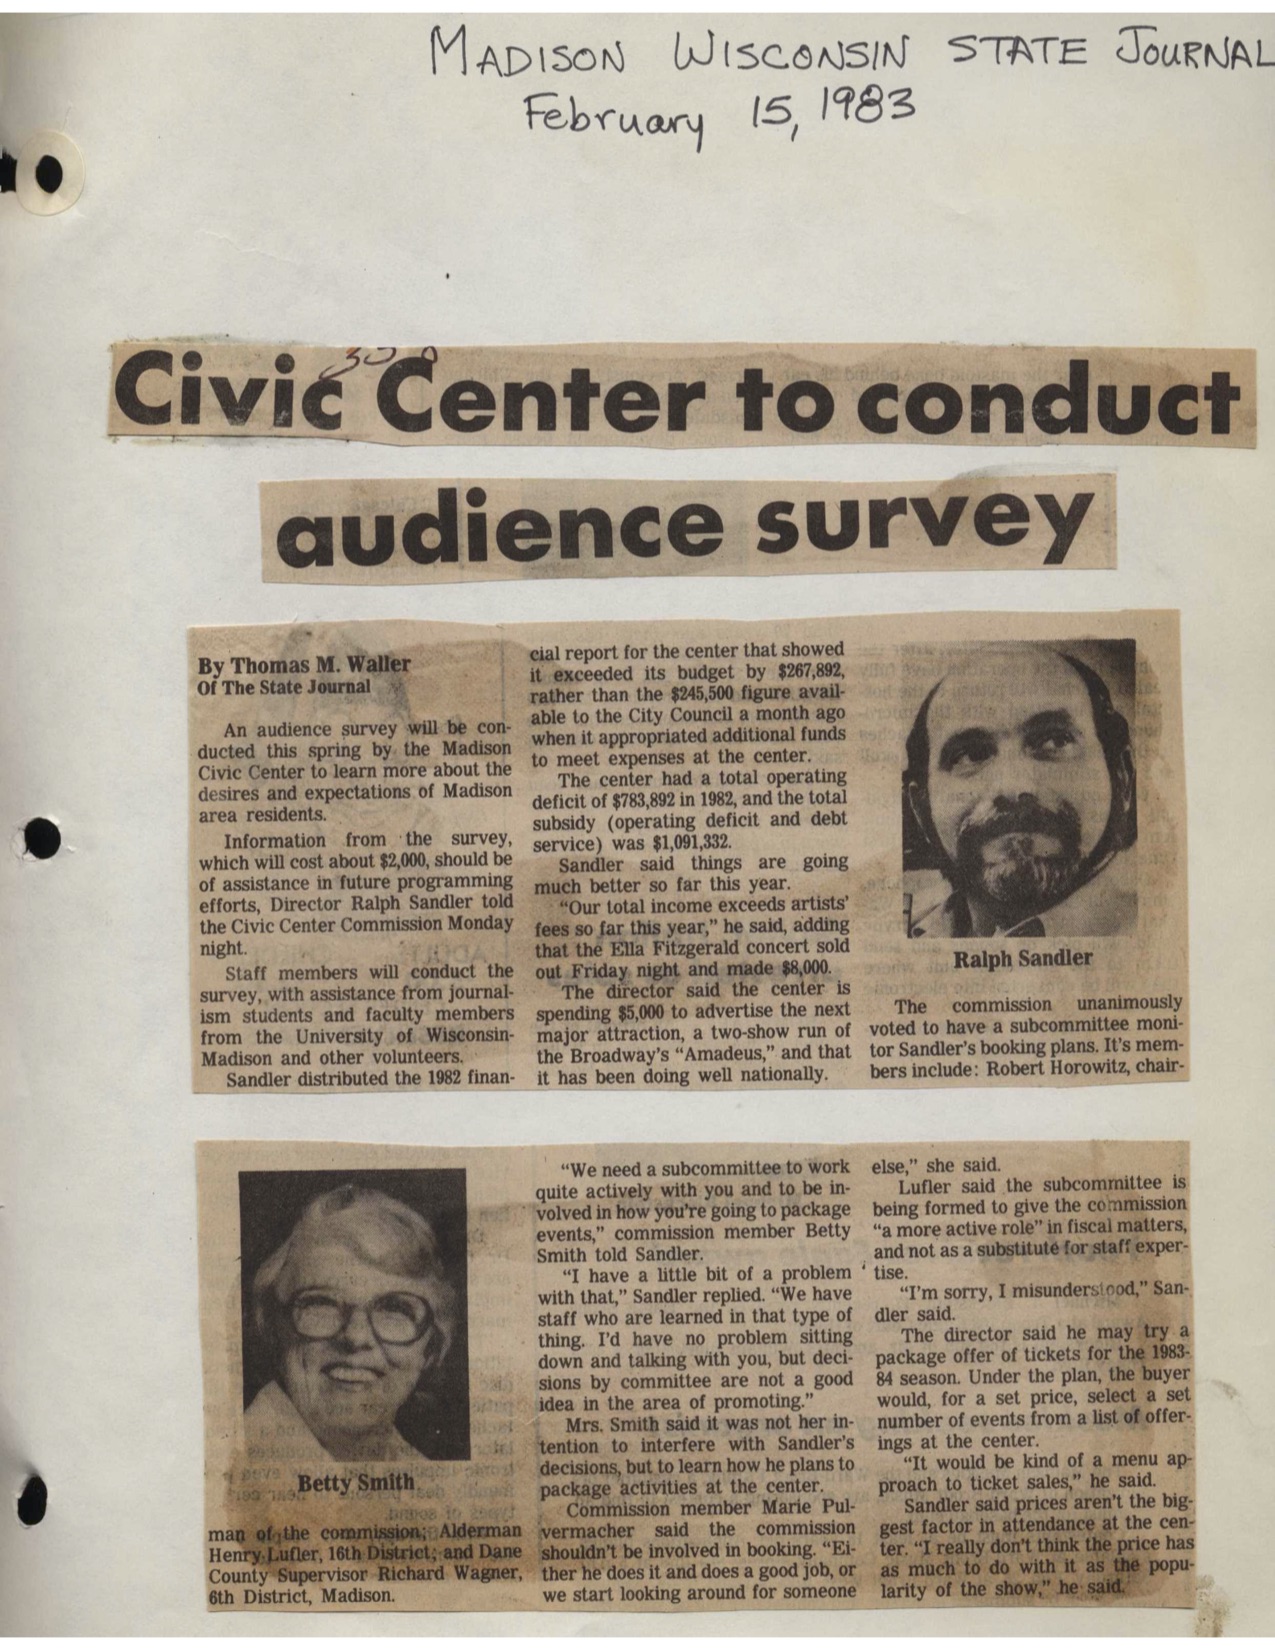 MADISON WISCONSIN STATE JOURNAL
February 15, 1983
Civic Center to conduct
audience survey
By Thomas M. Waller
Of The State Journal
An audience survey will be con-
ducted this spring by the Madison
Civic Center to learn more about the
desires and expectations of Madison
area residents.
Information from the survey,
which will cost about $2,000, should be
of assistance in future programming
efforts, Director Ralph Sandler told
the Civic Center Commission Monday
night.
Staff members will conduct the
survey, with assistance from journal-
ism students and faculty members
from the University of Wisconsin-
Madison and other volunteers.
Sandler distributed the 1982 finan-
cial report for the center that showed
it exceeded its budget by $267,892,
rather than the $245,500 figure avail-
able to the City Council a month ago
when it appropriated additional funds
to meet expenses at the center.
The center had a total operating
deficit of $783,892 in 1982, and the total
subsidy (operating deficit and debt
service) was $1,091,332.
Sandler said things are going
much better so far this year.
"Our total income exceeds artists'
fees so far this year," he said, adding
that the Ella Fitzgerald concert sold
out Friday night and made $8,000.
The director said the center is
spending $5,000 to advertise the next
major attraction, a two-show run of
the Broadway's "Amadeus," and that
it has been doing well nationally.
Ralph Sandler
The commission unanimously
voted to have a subcommittee moni-
tor Sandler's booking plans. It's mem-
bers include: Robert Horowitz, chair-
Betty Smith
man of the commission; Alderman
Henry Lufler, 16th District; and Dane
County Supervisor Richard Wagner,
6th District, Madison.
"We need a subcommittee to work
quite actively with you and to be in-
volved in how you're going to package
events," commission member Betty
Smith told Sandler.
"I have a little bit of a problem
with that," Sandler replied. "We have
staff who are learned in that type of
thing. I'd have no problem sitting
down and talking with you, but deci-
sions by committee are not a good
idea in the area of promoting."
Mrs. Smith said it was not her in-
tention to interfere with Sandler's
decisions, but to learn how he plans to
package activities at the center.
Commission member Marie Pul-
vermacher said the commission
shouldn't be involved in booking. "Ei-
ther he does it and does a good job, or
we start looking around for someone
else," she said.
Lufler said the subcommittee is
being formed to give the commission
"a more active role" in fiscal matters,
and not as a substitute for staff exper-
tise.
"I'm sorry, I misunderstood," San-
dler said.
The director said he may try a
package offer of tickets for the 1983-
84 season. Under the plan, the buyer
would, for a set price, select a set
number of events from a list of offer-
ings at the center.
"It would be kind of a menu ap-
proach to ticket sales," he said.
Sandler said prices aren't the big-
gest factor in attendance at the cen-
ter. "I really don't think the price has
as much to do with it as the popu-
larity of the show," he said.